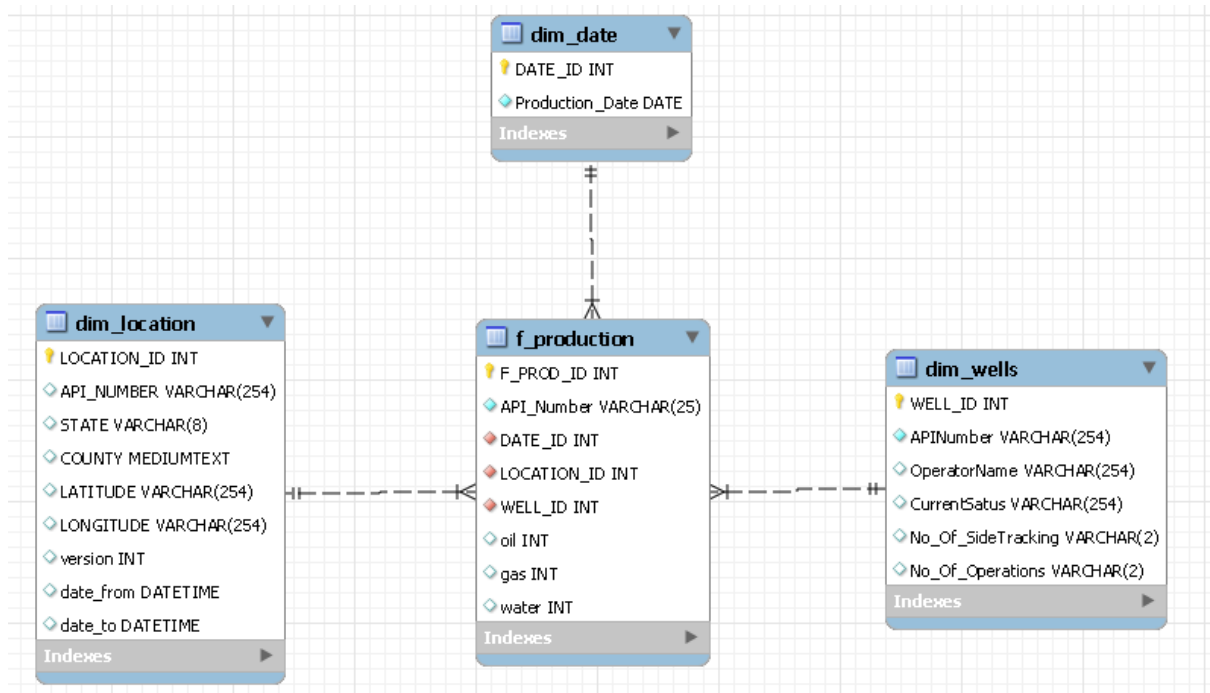 dim_date
DATE_ID INT
Production_Date DATE
Indexes
dim_location
LOCATION_ID INT
API_NUMBER VARCHAR(254)
STATE VARCHAR(8)
COUNTY MEDIUMTEXT
LATITUDE VARCHAR(254)
LONGITUDE VARCHAR(254)
version INT
date_from DATETIME
date_to DATETIME
Indexes
f_production
F_PROD_ID INT
API_Number VARCHAR(25)
DATE_ID INT
LOCATION_ID INT
WELL_ID INT
oil INT
gas INT
water INT
Indexes
dim_wells
WELL_ID INT
APINumber VARCHAR(254)
OperatorName VARCHAR(254)
CurrentSatus VARCHAR(254)
No_Of_SideTracking VARCHAR(2)
No_Of_Operations VARCHAR(2)
Indexes